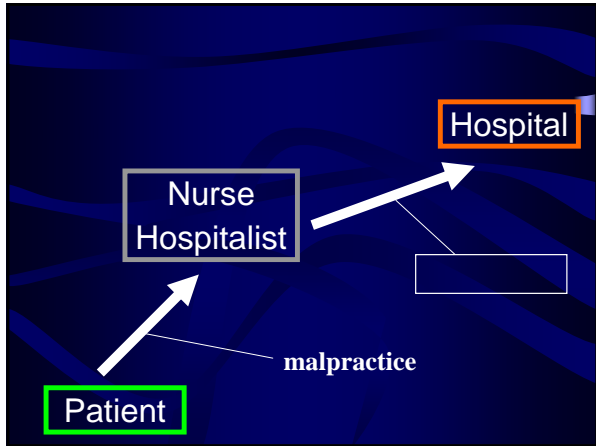 Hospital
Nurse
Hospitalist
malpractice
Patient